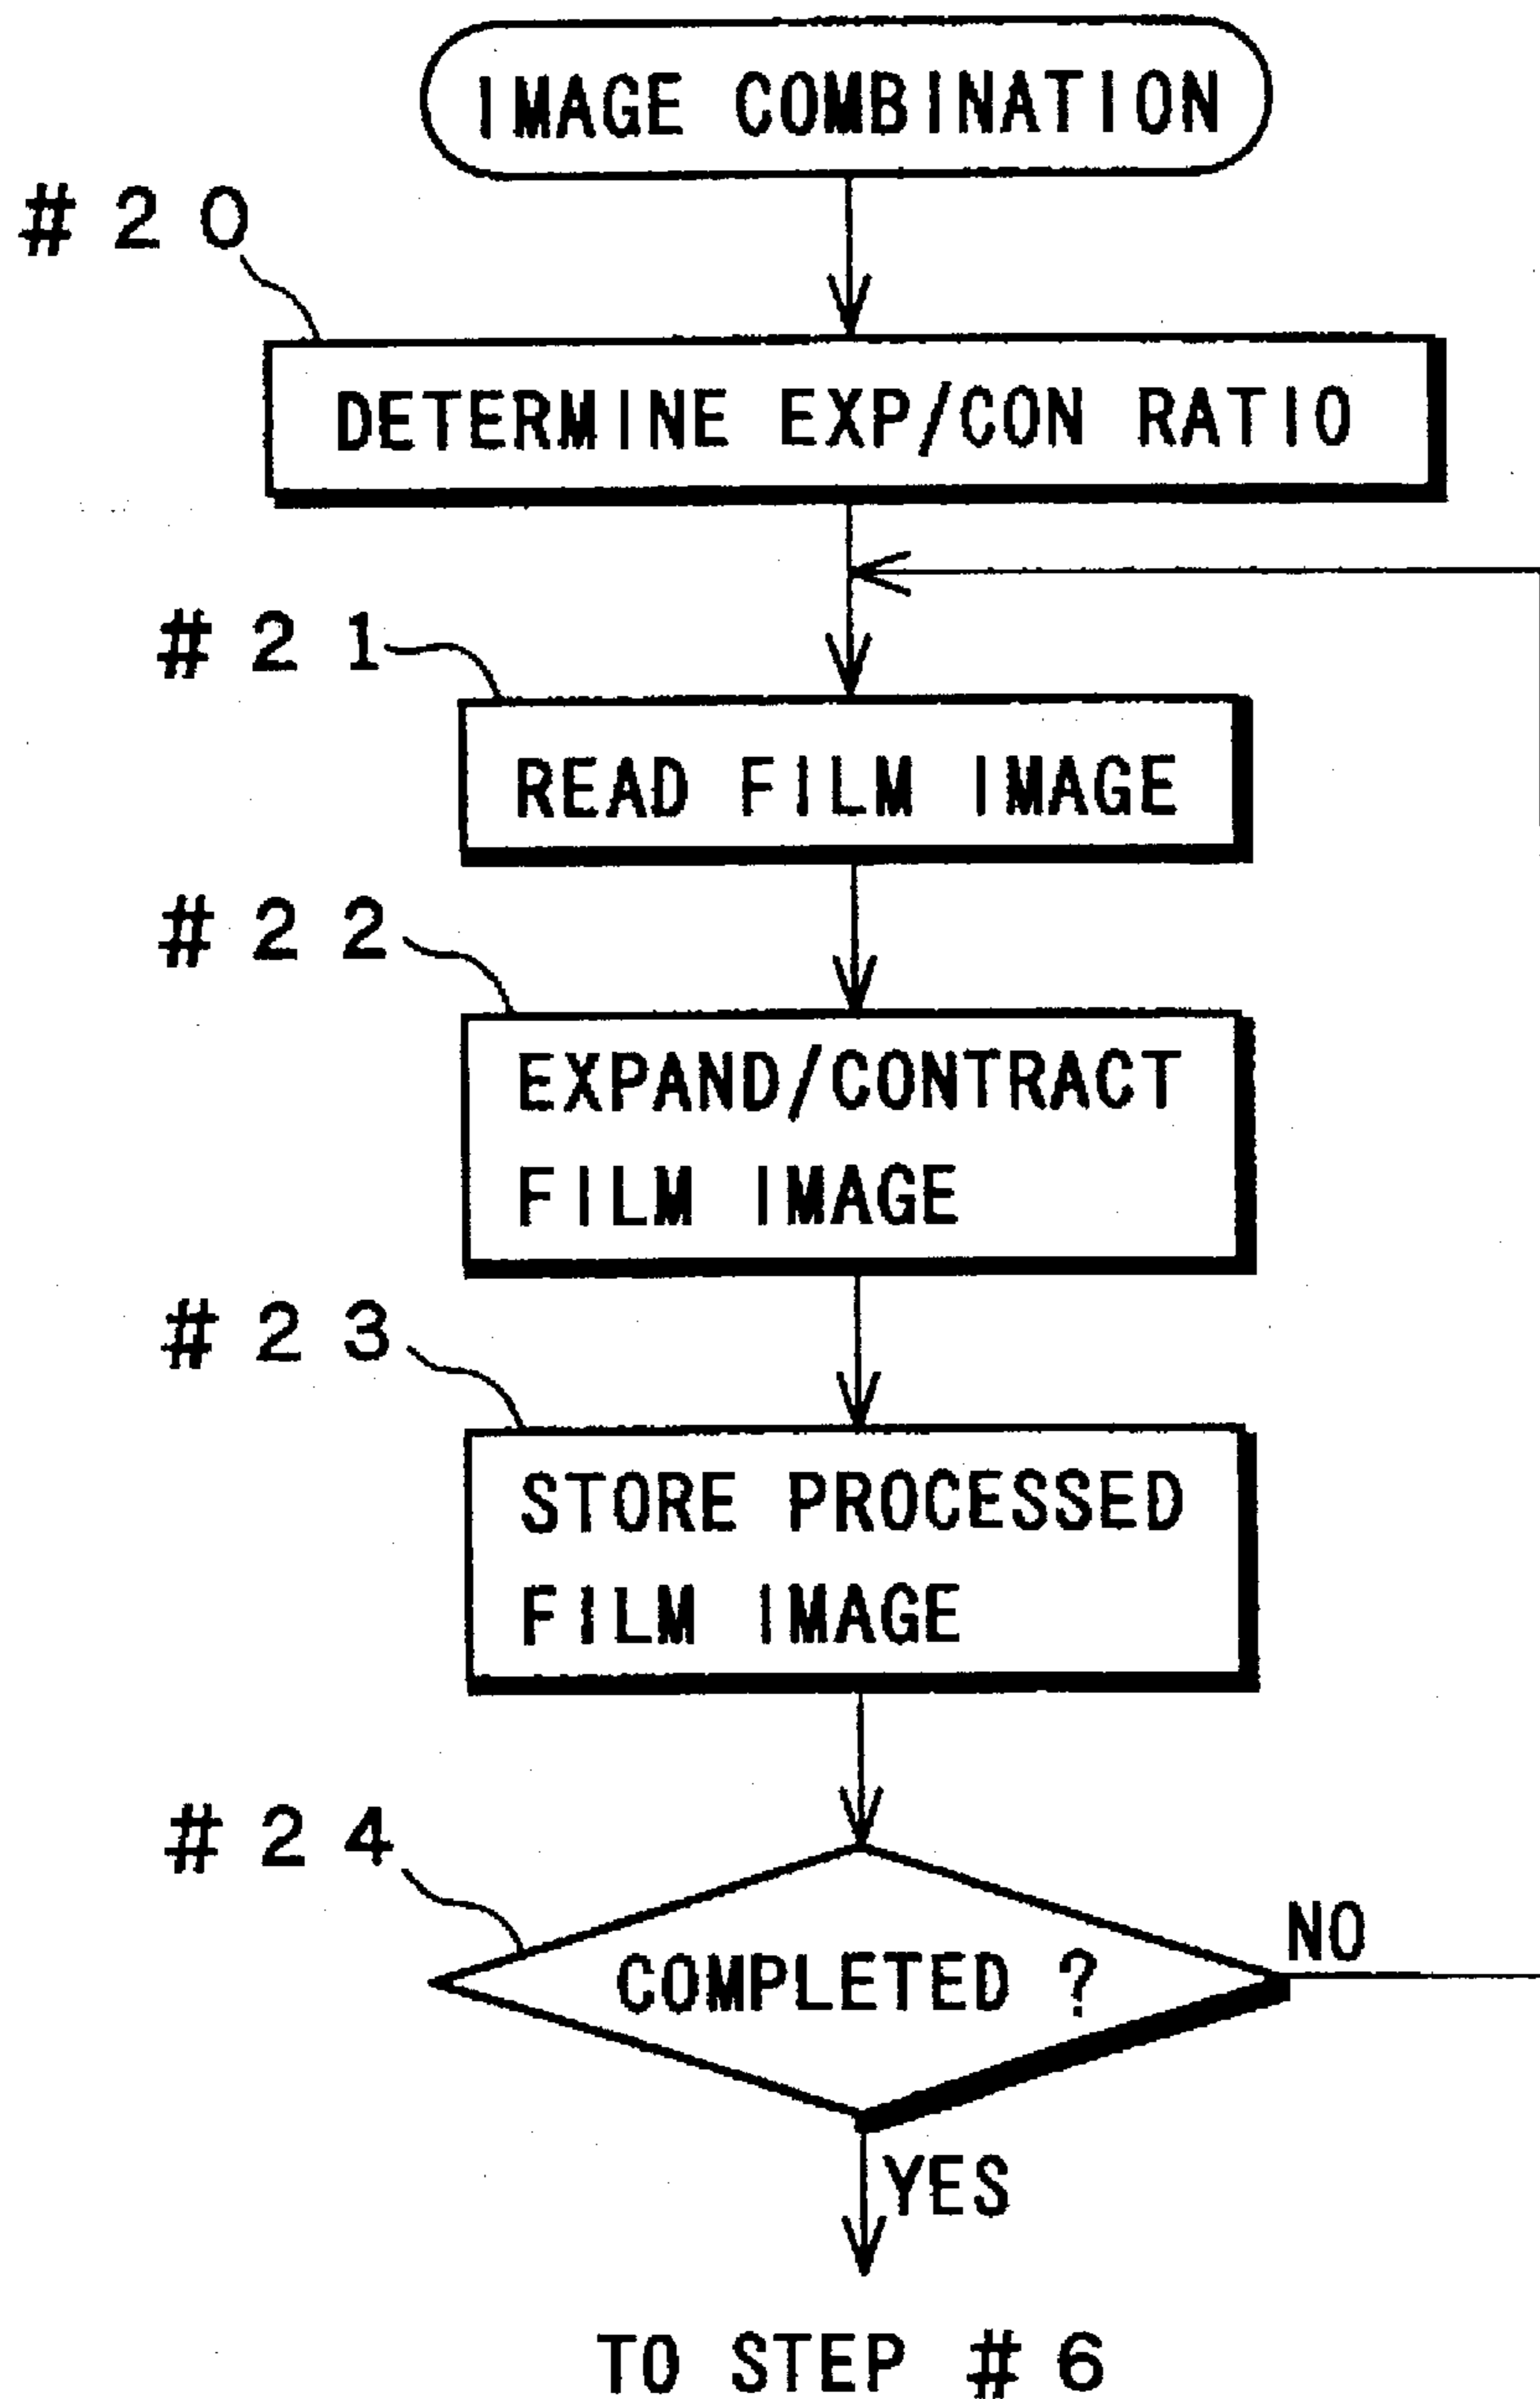 IMAGE COMBINATION
#20
DETERMINE EXP/CON RATIO
#21
READ FILM IMAGE
#22
EXPAND/CONTRACT
FILM IMAGE
#23
STORE PROCESSED
FILM IMAGE
#24
COMPLETED ?
NO
YES
TO STEP #6